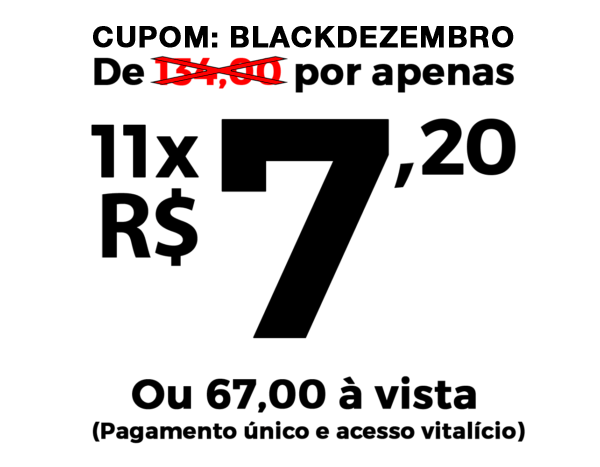 CUPOM: BLACKDEZEMBRO
De 134,00 por apenas
11x R$ 7,20
Ou 67,00 à vista
(Pagamento único e acesso vitalício)